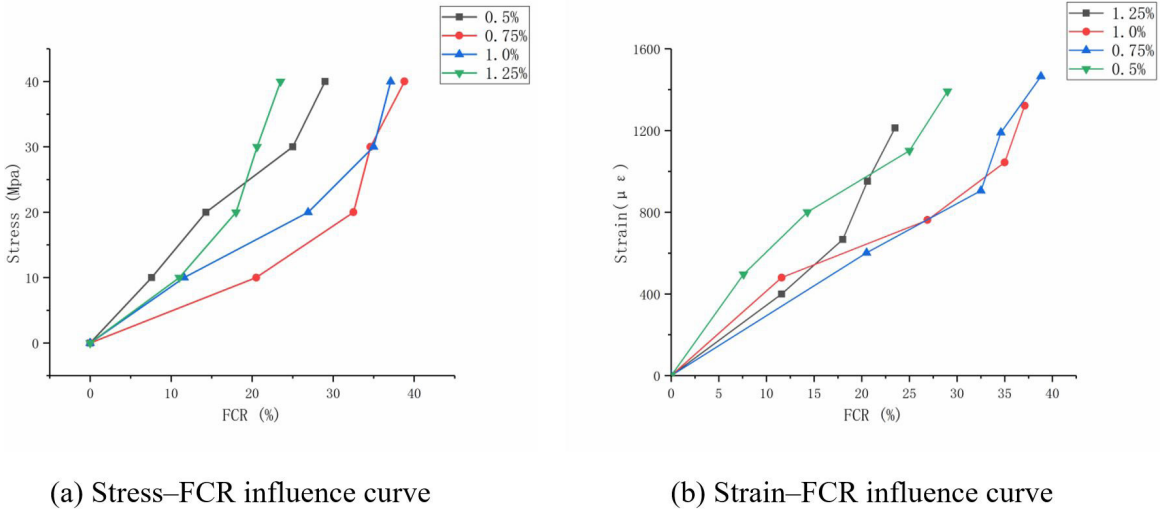 0.5%
0.75%
1.0%
1.25%
40
30
20
10
0
Stress (Mpa)
0 10 20 30 40
FCR (%)
(a) Stress–FCR influence curve
1.25%
1.0%
0.75%
0.5%
1600
1200
800
400
0
Strain(μ ε)
0 5 10 15 20 25 30 35 40
FCR (%)
(b) Strain–FCR influence curve